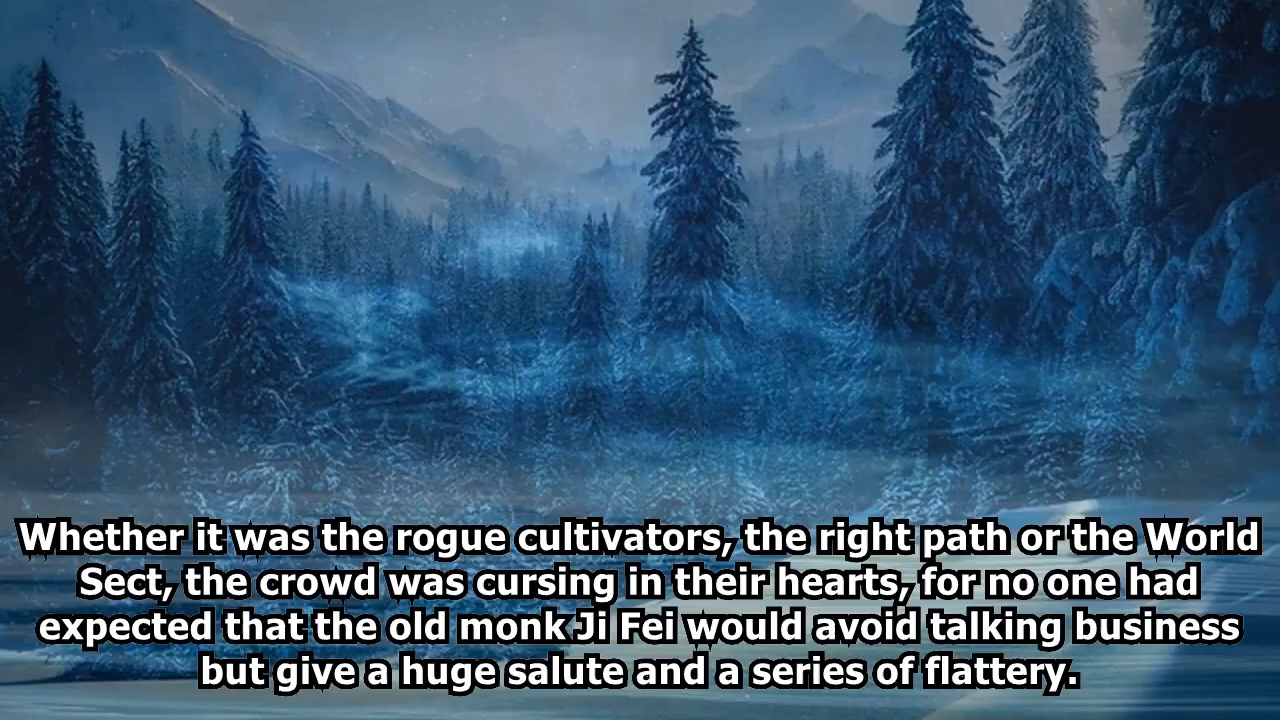 Whether it was the rogue cultivators, the right path or the World
Sect, the crowd was cursing in their hearts, for no one had
expected that the old monk Ji Fei would avoid talking business
but give a huge salute and a series of flattery.